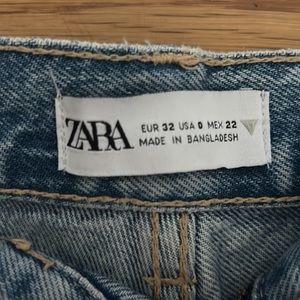 ZARA
EUR 32 USA 0 MEX 22
MADE IN BANGLADESH